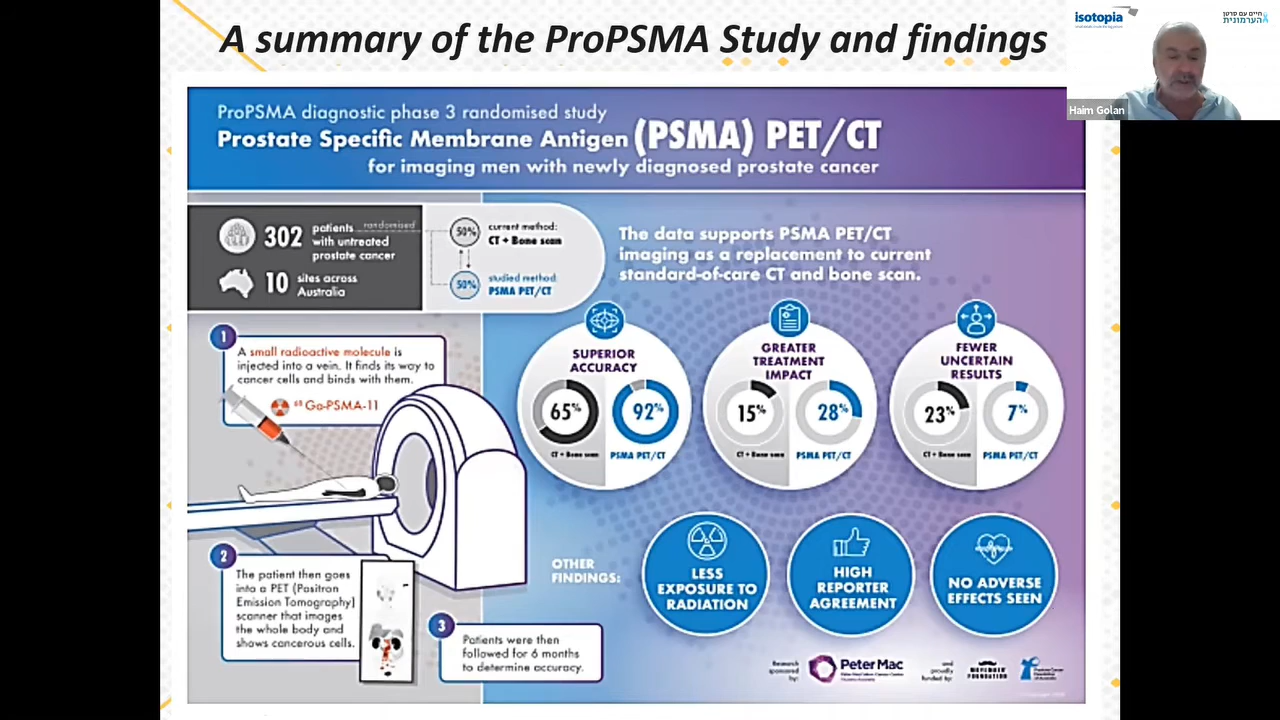 A summary of the ProPSMA Study and findings
isotopia
חיים עם סרטן
הערמונית
Haim Golan
ProPSMA diagnostic phase 3 randomised study
Prostate Specific Membrane Antigen (PSMA) PET/CT
for imaging men with newly diagnosed prostate cancer
302
patients
with untreated
prostate cancer
randomised
10
sites across
Australia
50%
current method:
CT + Bone scan
50%
studied method:
PSMA PET/CT
The data supports PSMA PET/CT
imaging as a replacement to current
standard-of-care CT and bone scan.
1
A small radioactive molecule is
injected into a vein. It finds its way to
cancer cells and binds with them.
68 Ga-PSMA-11
SUPERIOR
ACCURACY
65%
92%
CT + Bone scan
PSMA PET/CT
GREATER
TREATMENT
IMPACT
15%
28%
CT + Bone scan
PSMA PET/CT
FEWER
UNCERTAIN
RESULTS
23%
7%
CT + Bone scan
PSMA PET/CT
2
The patient then goes
into a PET (Positron
Emission Tomography)
scanner that images
the whole body and
shows cancerous cells.
3
Patients were then
followed for 6 months
to determine accuracy.
OTHER
FINDINGS:
LESS
EXPOSURE TO
RADIATION
HIGH
REPORTER
AGREEMENT
NO ADVERSE
EFFECTS SEEN
Research
sponsored
by:
Peter Mac
and
proudly
funded by:
MOVEMBER
FOUNDATION